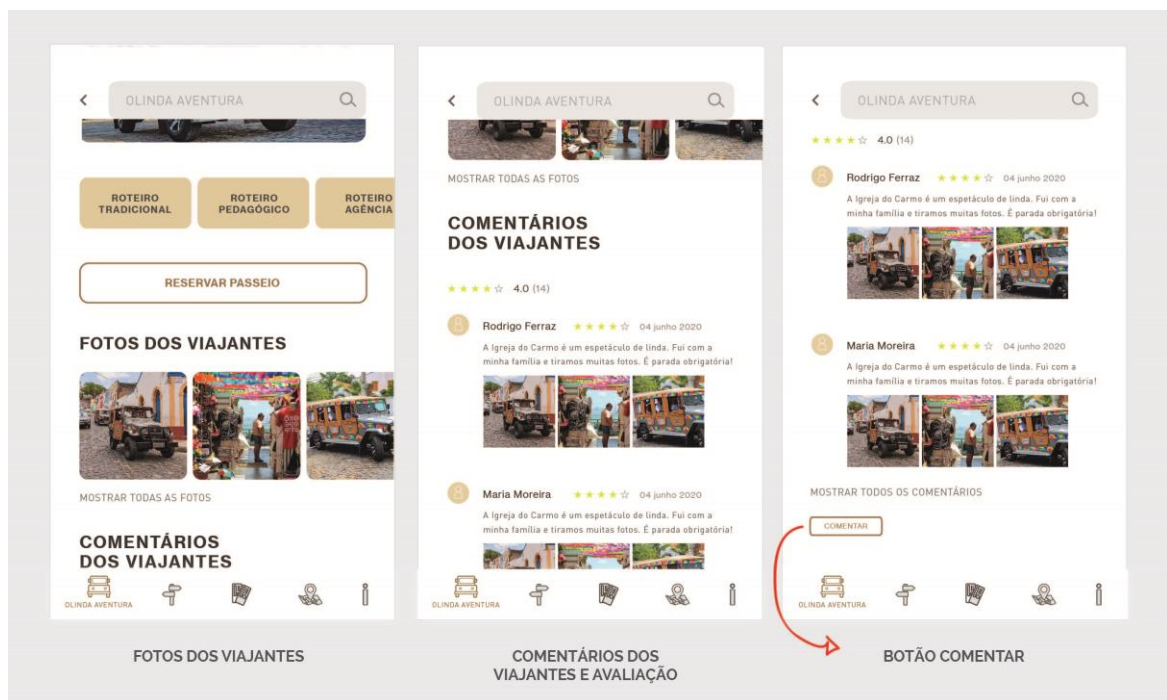 OLINDA AVENTURA
ROTEIRO
TRADICIONAL
ROTEIRO
PEDAGÓGICO
ROTEIRO
AGÊNCIA
RESERVAR PASSEIO
FOTOS DOS VIAJANTES
MOSTRAR TODAS AS FOTOS
COMENTÁRIOS
DOS VIAJANTES
OLINDA AVENTURA
FOTOS DOS VIAJANTES
OLINDA AVENTURA
MOSTRAR TODAS AS FOTOS
COMENTÁRIOS
DOS VIAJANTES
4.0 (14)
Rodrigo Ferraz 04 junho 2020
A Igreja do Carmo é um espetáculo de linda. Fui com a
minha família e tiramos muitas fotos. É parada obrigatória!
Maria Moreira 04 junho 2020
A Igreja do Carmo é um espetáculo de linda. Fui com a
minha família e tiramos muitas fotos. É parada obrigatória!
OLINDA AVENTURA
COMENTÁRIOS DOS
VIAJANTES E AVALIAÇÃO
OLINDA AVENTURA
4.0 (14)
Rodrigo Ferraz 04 junho 2020
A Igreja do Carmo é um espetáculo de linda. Fui com a
minha família e tiramos muitas fotos. É parada obrigatória!
Maria Moreira 04 junho 2020
A Igreja do Carmo é um espetáculo de linda. Fui com a
minha família e tiramos muitas fotos. É parada obrigatória!
MOSTRAR TODOS OS COMENTÁRIOS
COMENTAR
OLINDA AVENTURA
BOTÃO COMENTAR